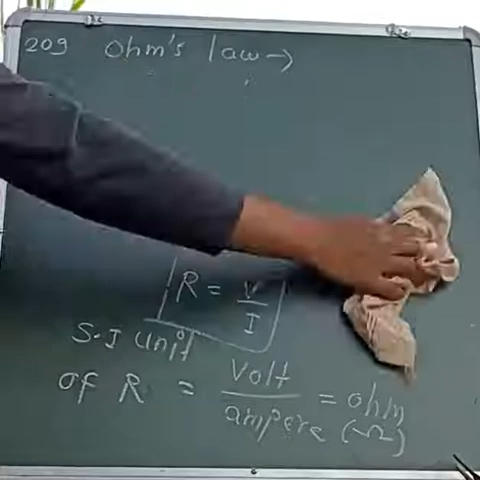 209 Ohm's law →
R = V/I
S.I unit
of R = Volt/ampere = ohm
(Ω)